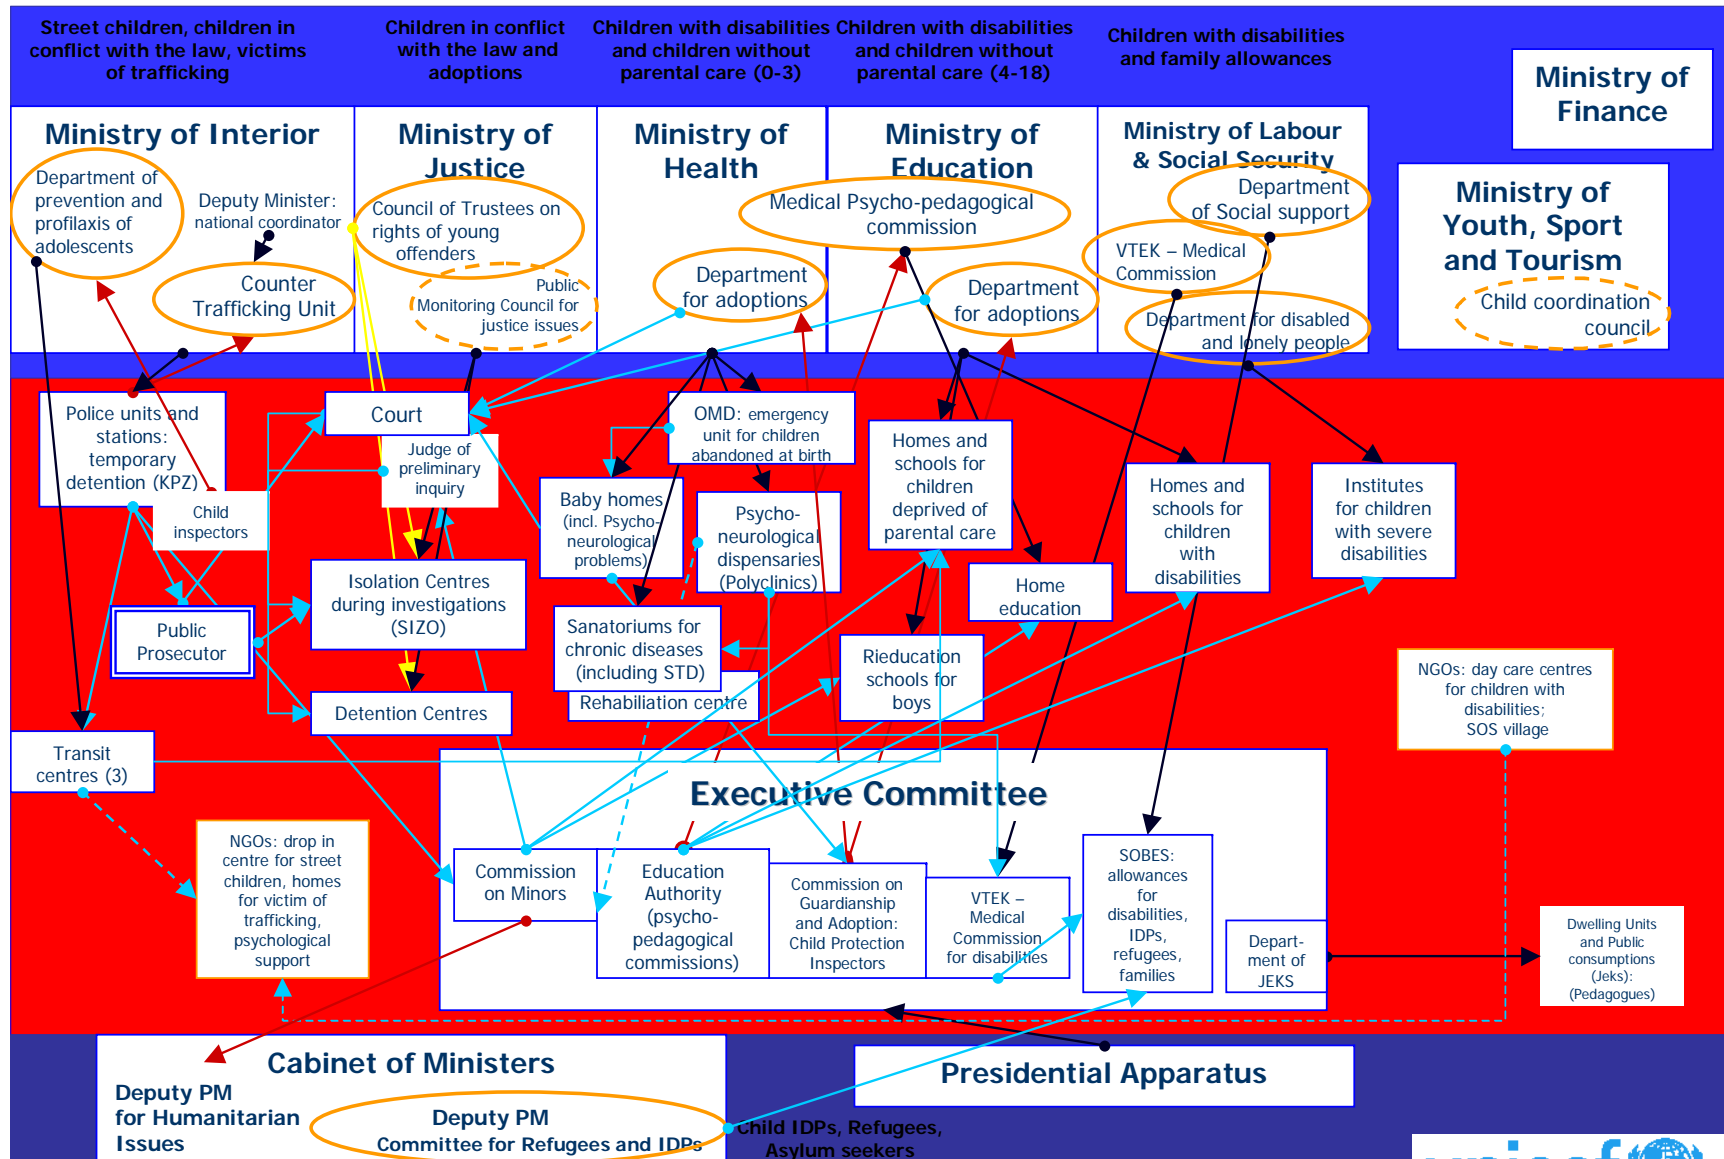 Street children, children in
conflict with the law, victims
of trafficking
Children in conflict
with the law and
adoptions
Children with disabilities
and children without
parental care (0-3)
Children with disabilities
and children without
parental care (4-18)
Children with disabilities
and family allowances
Ministry of
Finance
Ministry of Interior
Department of
prevention and
profilaxis of
adolescents
Deputy Minister:
national coordinator
Counter
Trafficking Unit
Ministry of
Justice
Council of Trustees on
rights of young
offenders
Public
Monitoring Council for
justice issues
Ministry of
Health
Department
for adoptions
Ministry of
Education
Medical Psycho-pedagogical
commission
Department
for adoptions
Ministry of Labour
& Social Security
Department
of Social support
VTEK – Medical
Commission
Department for disabled
and lonely people
Ministry of
Youth, Sport
and Tourism
Child coordination
council
Police units and
stations:
temporary
detention (KPZ)
Child
inspectors
Court
Judge of
preliminary
inquiry
OMD: emergency
unit for children
abandoned at birth
Baby homes
(incl. Psycho-
neurological
problems)
Psycho-
neurological
dispensaries
(Polyclinics)
Homes and
schools for
children
deprived of
parental care
Home
education
Homes and
schools for
children
with
disabilities
Institutes
for children
with severe
disabilities
Public
Prosecutor
Isolation Centres
during investigations
(SIZO)
Detention Centres
Sanatoriums for
chronic diseases
(including STD)
Rehabiliation centre
Rieducation
schools for
boys
NGOs: day care centres
for children with
disabilities;
SOS village
Transit
centres (3)
NGOs: drop in
centre for street
children, homes
for victim of
trafficking,
psychological
support
Executive Committee
Commission
on Minors
Education
Authority
(psycho-
pedagogical
commissions)
Commission on
Guardianship
and Adoption:
Child Protection
Inspectors
VTEK –
Medical
Commission
for disabilities
SOBES:
allowances
for
disabilities,
IDPs,
refugees,
families
Depart-
ment of
JEKS
Dwelling Units
and Public
consumptions
(Jeks):
(Pedagogues)
Cabinet of Ministers
Deputy PM
for Humanitarian
Issues
Deputy PM
Committee for Refugees and IDPs
Presidential Apparatus
Child IDPs, Refugees,
Asylum seekers
unicef